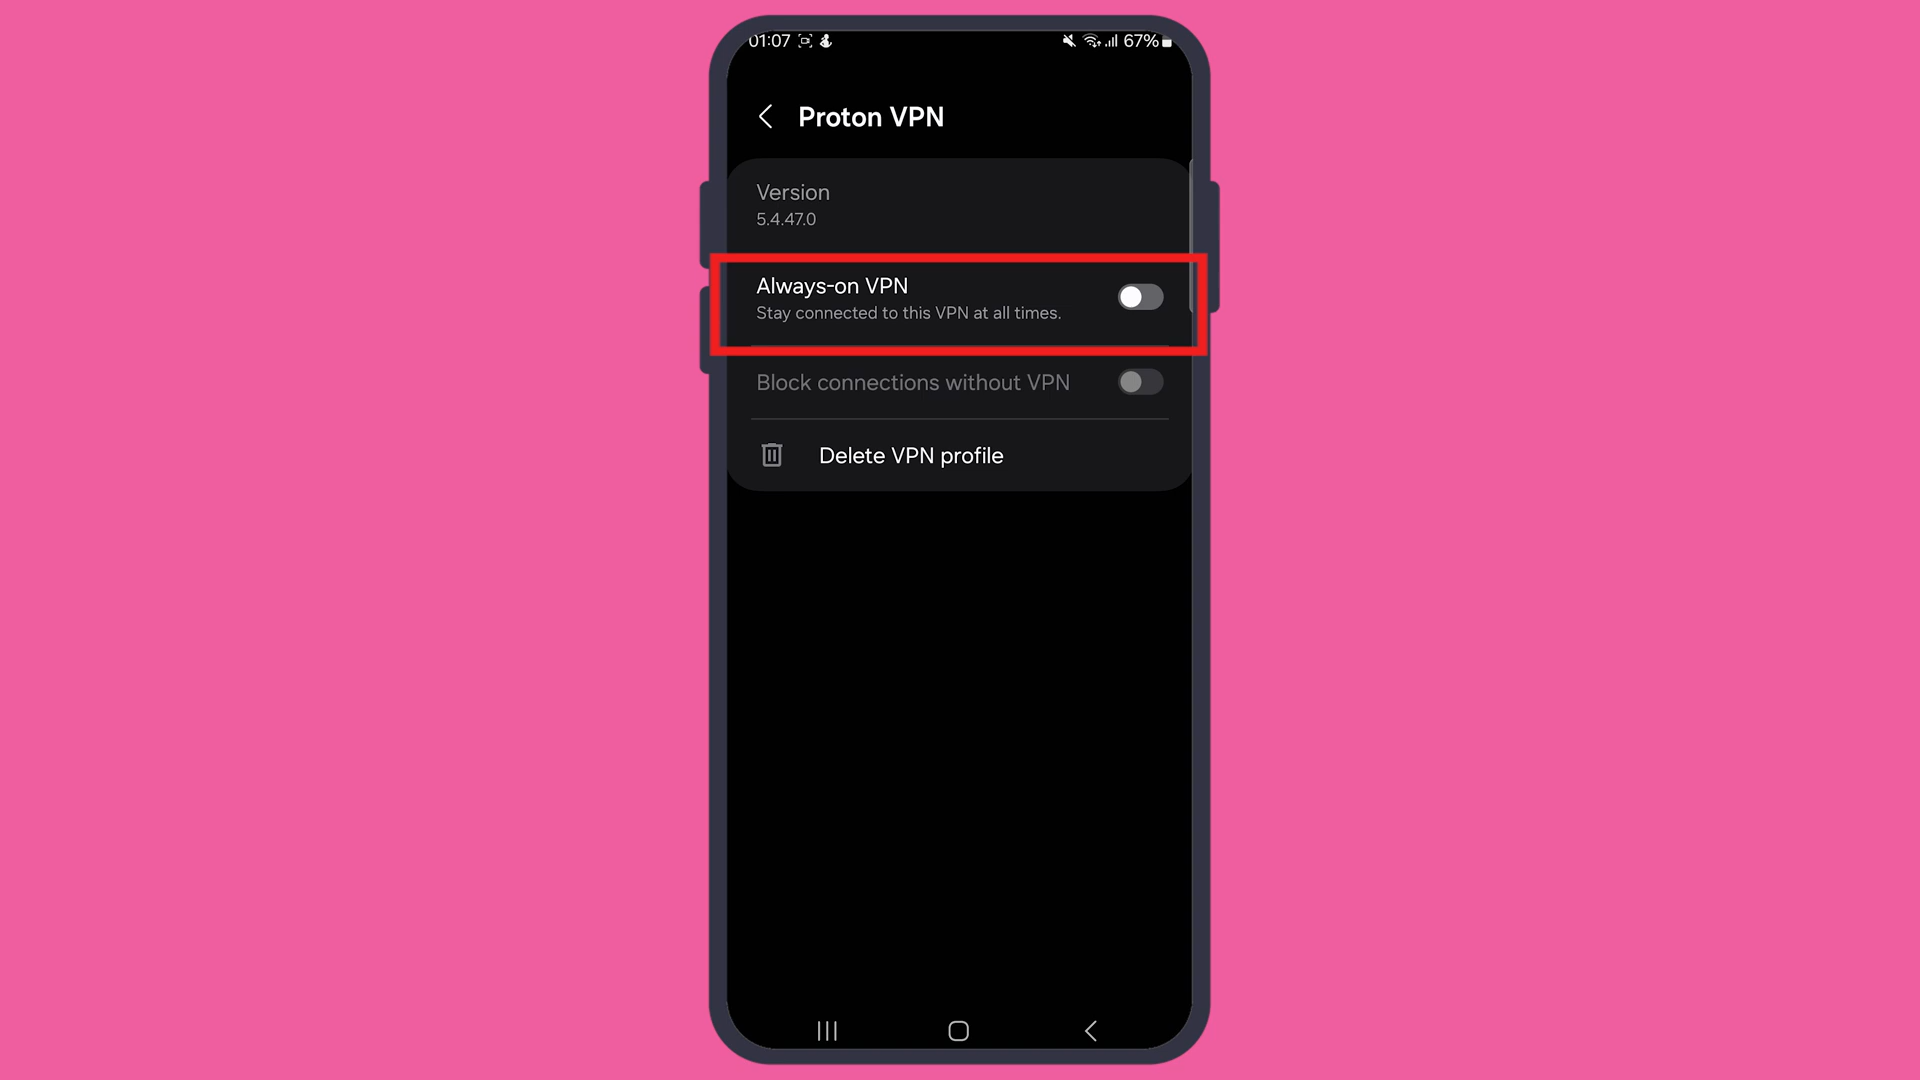 01:07 67%
Proton VPN
Version
5.4.47.0
Always-on VPN
Stay connected to this VPN at all times.
Block connections without VPN
Delete VPN profile